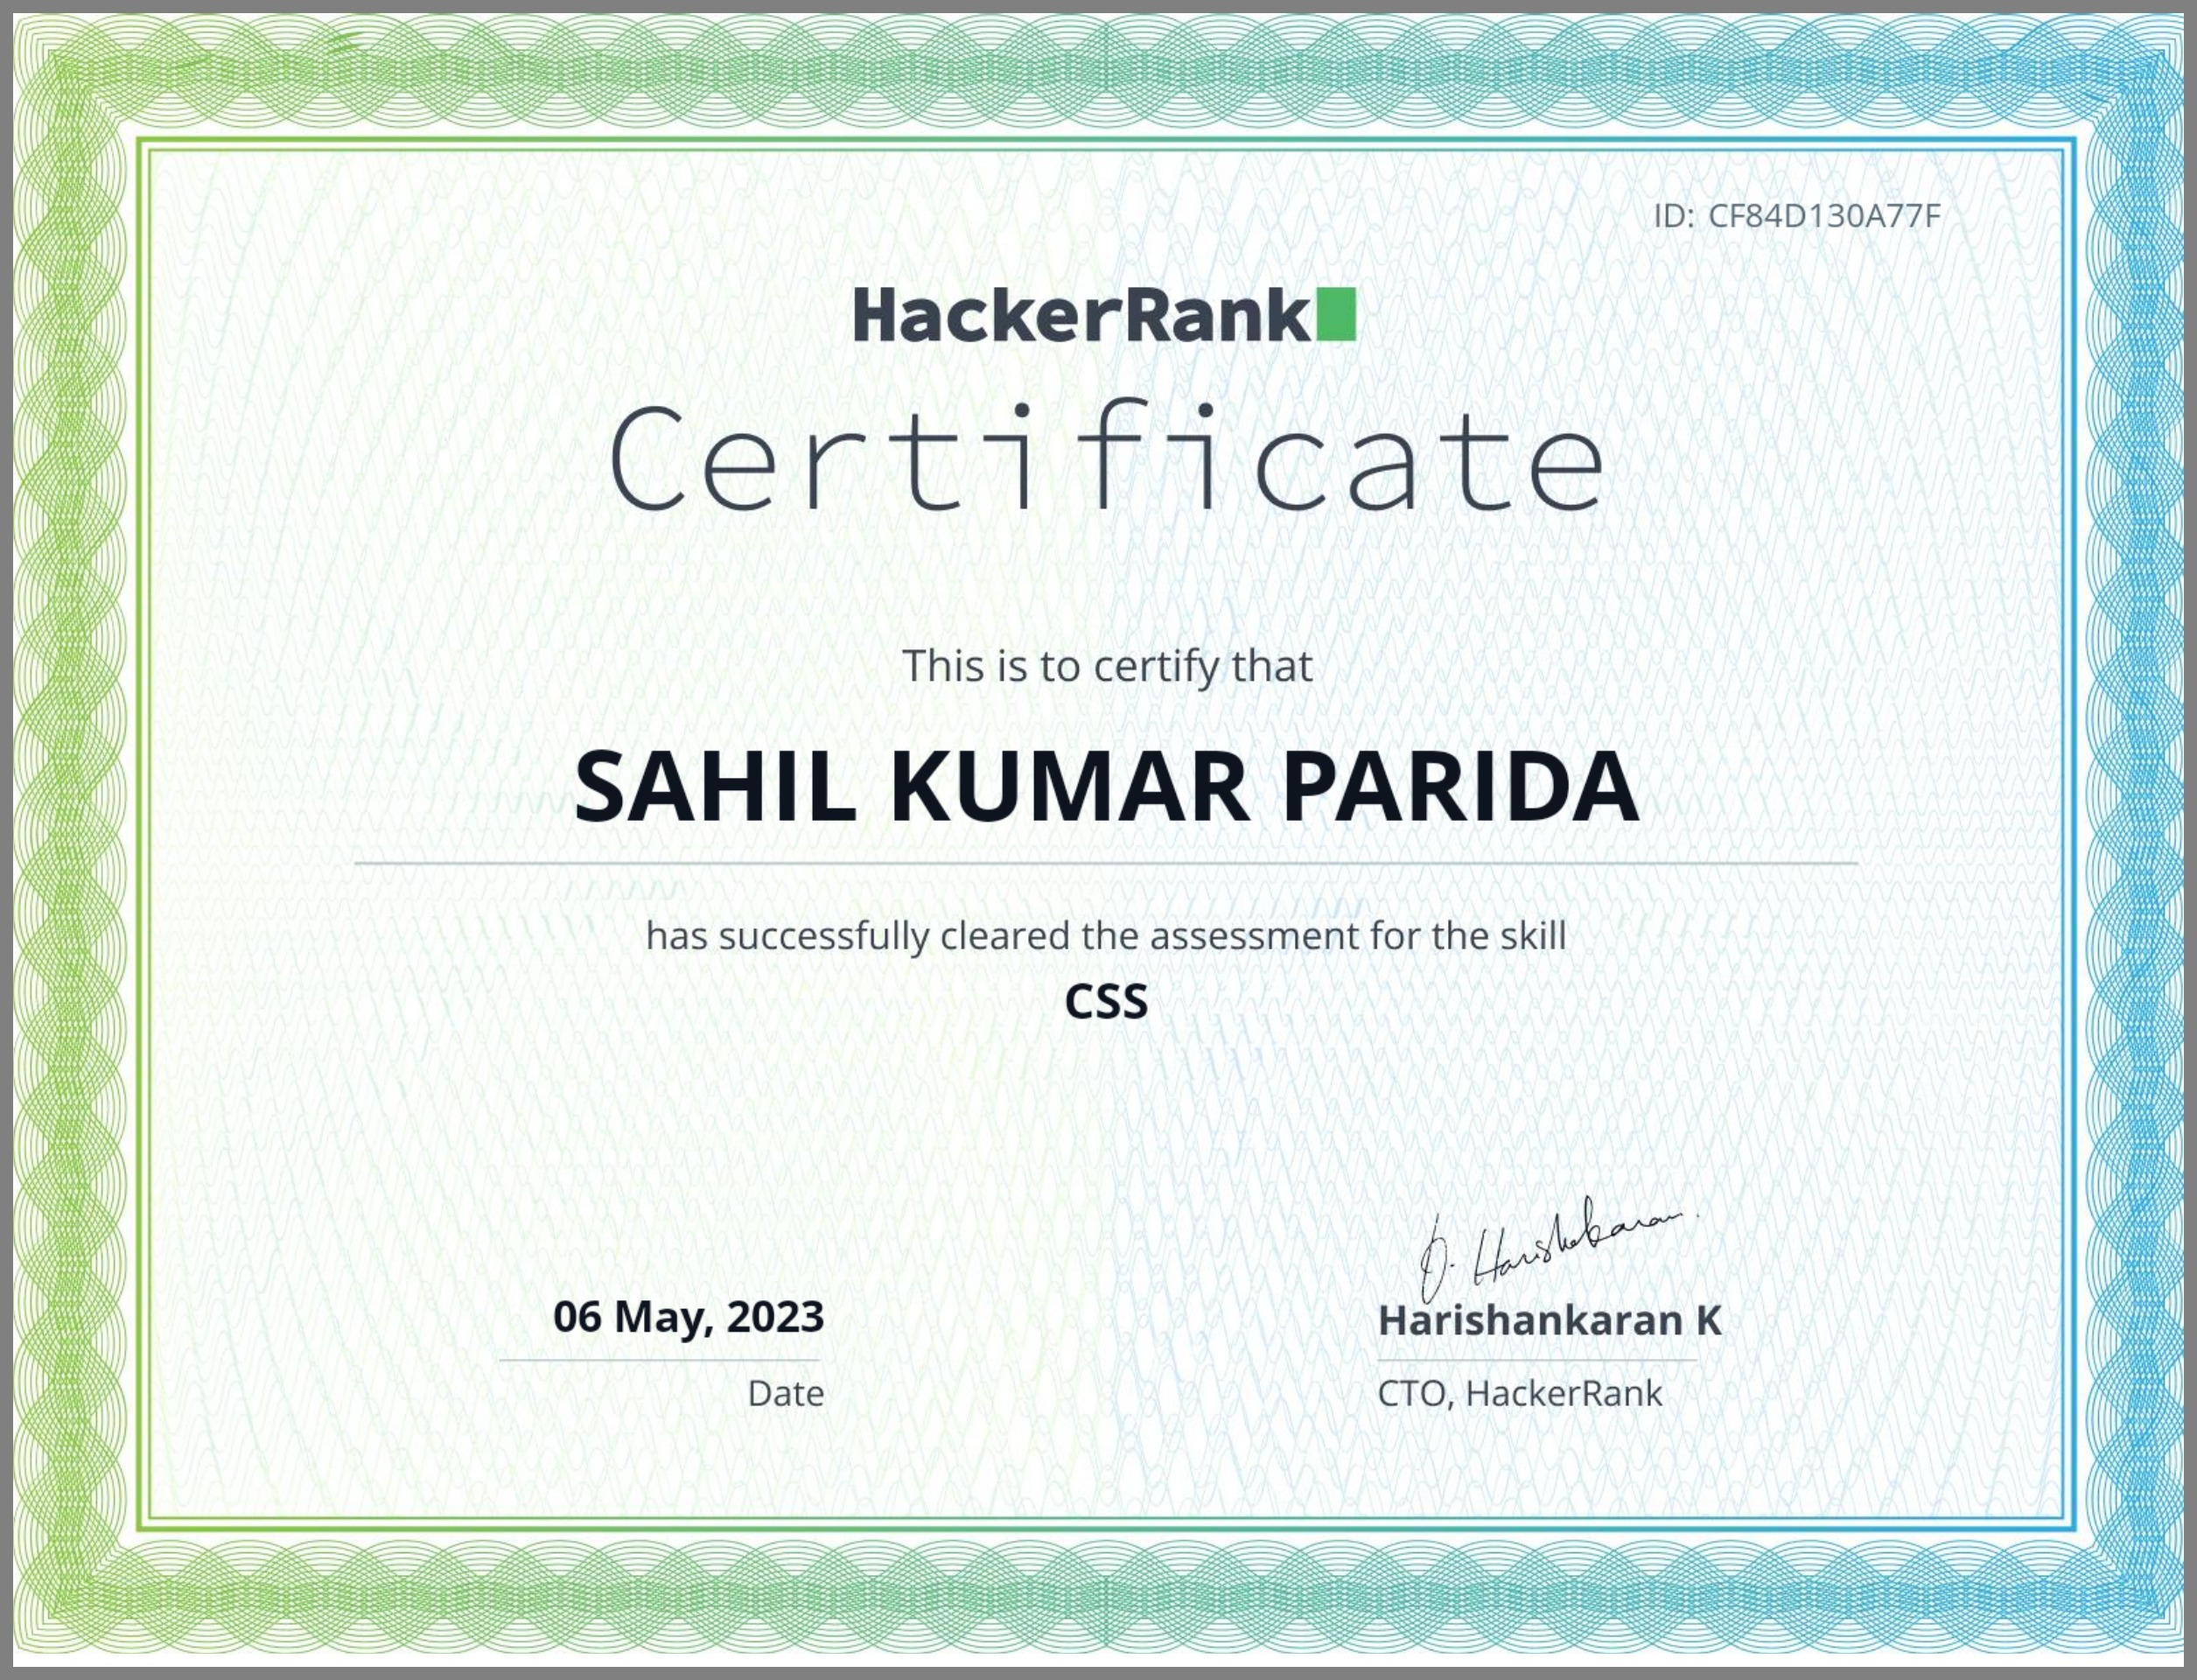 ID: CF84D130A77F
HackerRank
Certificate
This is to certify that
SAHIL KUMAR PARIDA
has successfully cleared the assessment for the skill
CSS
06 May, 2023
Date
Harishankaran K
CTO, HackerRank